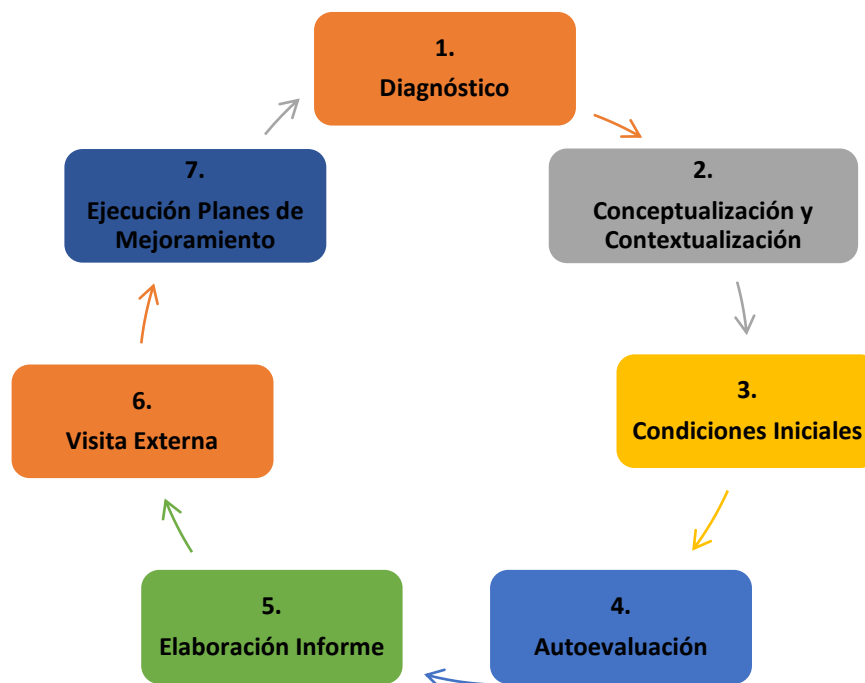 1.
Diagnóstico
2.
Conceptualización y
Contextualización
3.
Condiciones Iniciales
4.
Autoevaluación
5.
Elaboración Informe
6.
Visita Externa
7.
Ejecución Planes de
Mejoramiento